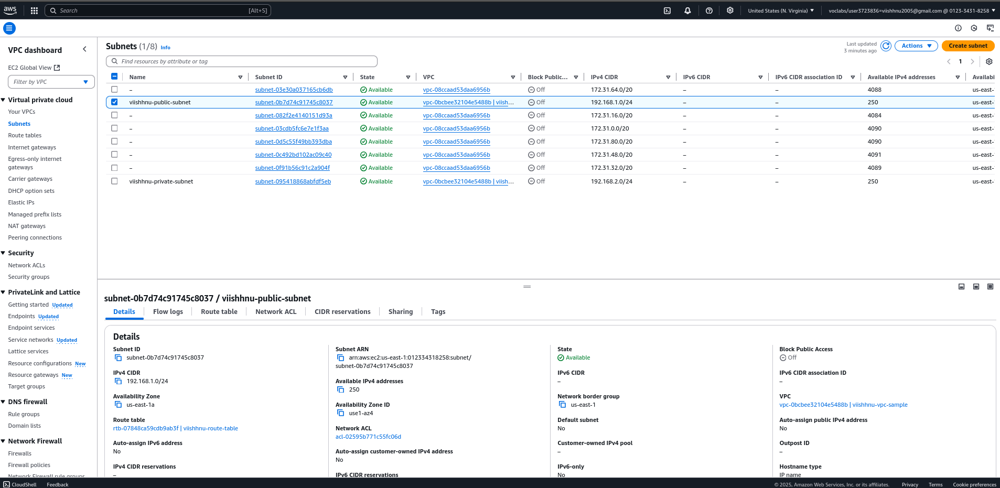 aws
Search [Alt+S]
United States (N. Virginia) voclabs/user3723836=viishhnu2005@gmail.com @ 0123-3431-8258
VPC dashboard
EC2 Global View
Filter by VPC
Virtual private cloud
Your VPCs
Subnets
Route tables
Internet gateways
Egress-only internet
gateways
Carrier gateways
DHCP option sets
Elastic IPs
Managed prefix lists
NAT gateways
Peering connections
Security
Network ACLs
Security groups
PrivateLink and Lattice
Getting started Updated
Endpoints Updated
Endpoint services
Service networks Updated
Lattice services
Resource configurations New
Resource gateways New
Target groups
DNS firewall
Rule groups
Domain lists
Network Firewall
Firewalls
Firewall policies
Network Firewall rule groups
Subnets (1/8) Info
Last updated
3 minutes ago
Actions
Create subnet
Find resources by attribute or tag
1
Name Subnet ID State VPC Block Public... IPv4 CIDR IPv6 CIDR IPv6 CIDR association ID Available IPv4 addresses Availabi
– subnet-03e30a037165cb6db Available vpc-08ccaad53daa6956b Off 172.31.64.0/20 – – 4088 us-east-
viishhnu-public-subnet subnet-0b7d74c91745c8037 Available vpc-0bcbee32104e5488b | viish... Off 192.168.1.0/24 – – 250 us-east-
– subnet-082f2e4140151d93a Available vpc-08ccaad53daa6956b Off 172.31.16.0/20 – – 4084 us-east-
– subnet-03cdb5fc6e7e1f3aa Available vpc-08ccaad53daa6956b Off 172.31.0.0/20 – – 4090 us-east-
– subnet-0d5c55f49bb393dba Available vpc-08ccaad53daa6956b Off 172.31.80.0/20 – – 4090 us-east-
– subnet-0c492bd102ac09c40 Available vpc-08ccaad53daa6956b Off 172.31.48.0/20 – – 4091 us-east-
– subnet-0f91b56c91c2a904f Available vpc-08ccaad53daa6956b Off 172.31.32.0/20 – – 4089 us-east-
viishhnu-private-subnet subnet-095418868abfdf5eb Available vpc-0bcbee32104e5488b | viish... Off 192.168.2.0/24 – – 250 us-east-
subnet-0b7d74c91745c8037 / viishhnu-public-subnet
Details Flow logs Route table Network ACL CIDR reservations Sharing Tags
Details
Subnet ID
subnet-0b7d74c91745c8037
IPv4 CIDR
192.168.1.0/24
Availability Zone
us-east-1a
Route table
rtb-07848ca59cdb9ab3f | viishhnu-route-table
Auto-assign IPv6 address
No
IPv4 CIDR reservations
–
Subnet ARN
arn:aws:ec2:us-east-1:012334318258:subnet/
subnet-0b7d74c91745c8037
Available IPv4 addresses
250
Availability Zone ID
use1-az4
Network ACL
acl-02595b771c55fc06d
Auto-assign customer-owned IPv4 address
No
IPv6 CIDR reservations
State
Available
IPv6 CIDR
–
Network border group
us-east-1
Default subnet
No
Customer-owned IPv4 pool
–
IPv6-only
No
Block Public Access
Off
IPv6 CIDR association ID
–
VPC
vpc-0bcbee32104e5488b | viishhnu-vpc-sample
Auto-assign public IPv4 address
No
Outpost ID
–
Hostname type
IP name
CloudShell Feedback
© 2025, Amazon Web Services, Inc. or its affiliates. Privacy Terms Cookie preferences